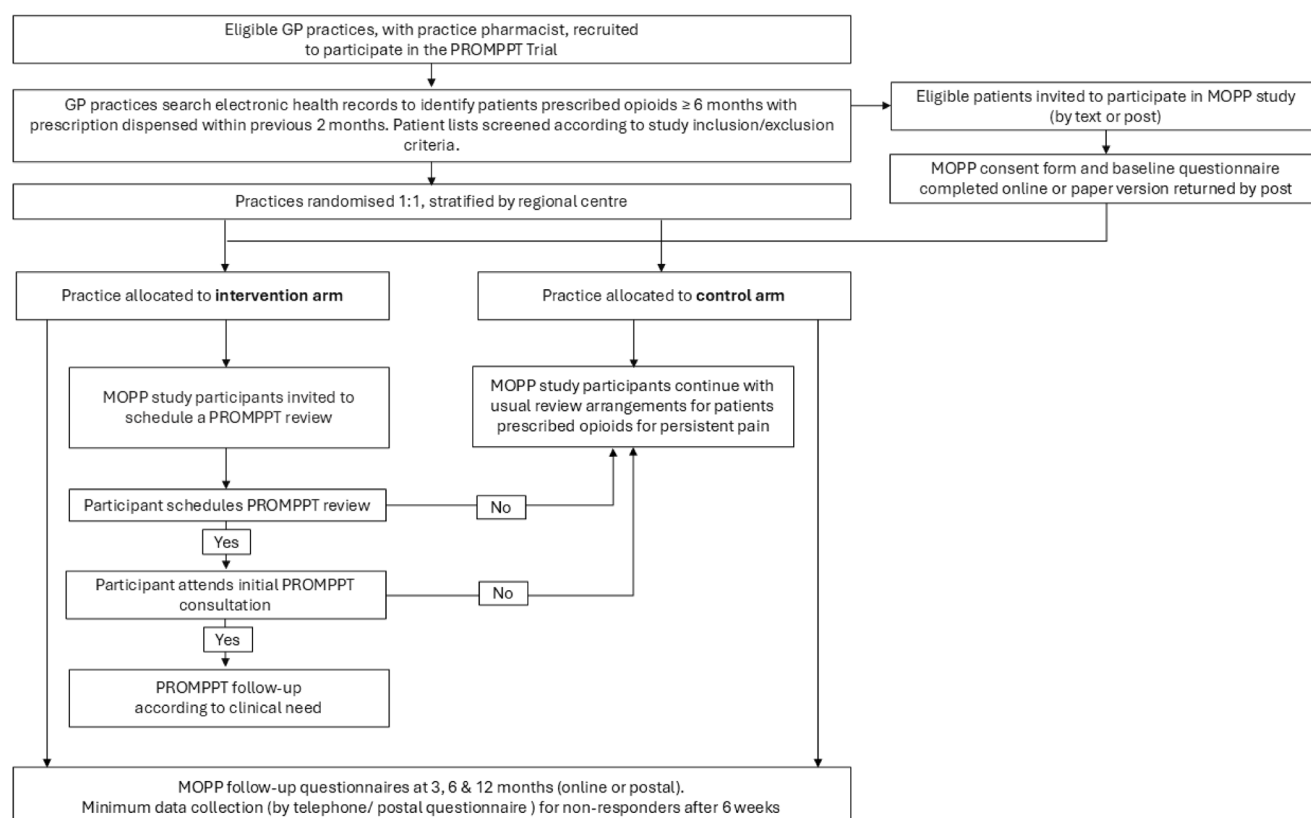 Eligible GP practices, with practice pharmacist, recruited
to participate in the PROMPPT Trial
GP practices search electronic health records to identify patients prescribed opioids ≥ 6 months with
prescription dispensed within previous 2 months. Patient lists screened according to study inclusion/exclusion
criteria.
Eligible patients invited to participate in MOPP study
(by text or post)
MOPP consent form and baseline questionnaire
completed online or paper version returned by post
Practices randomised 1:1, stratified by regional centre
Practice allocated to intervention arm
Practice allocated to control arm
MOPP study participants invited to
schedule a PROMPPT review
MOPP study participants continue with
usual review arrangements for patients
prescribed opioids for persistent pain
Participant schedules PROMPPT review
No
Yes
Participant attends initial PROMPPT
consultation
No
Yes
PROMPPT follow-up
according to clinical need
MOPP follow-up questionnaires at 3, 6 & 12 months (online or postal).
Minimum data collection (by telephone/ postal questionnaire ) for non-responders after 6 weeks